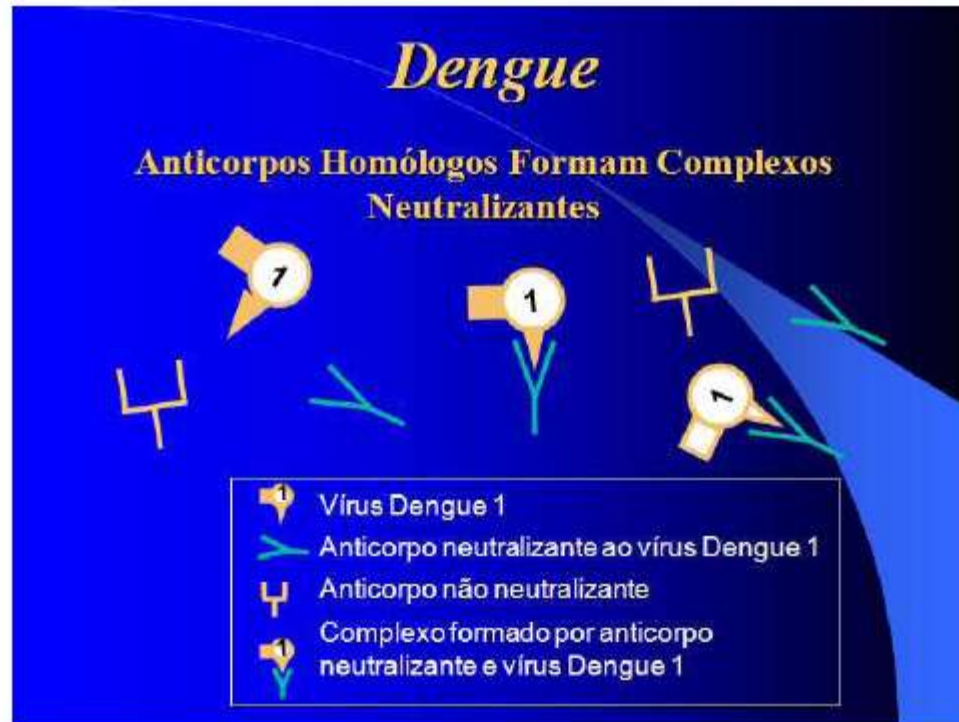 Dengue
Anticorpos Homólogos Formam Complexos
Neutralizantes
1
1
1
1 Vírus Dengue 1
Anticorpo neutralizante ao vírus Dengue 1
Anticorpo não neutralizante
1 Complexo formado por anticorpo
neutralizante e vírus Dengue 1